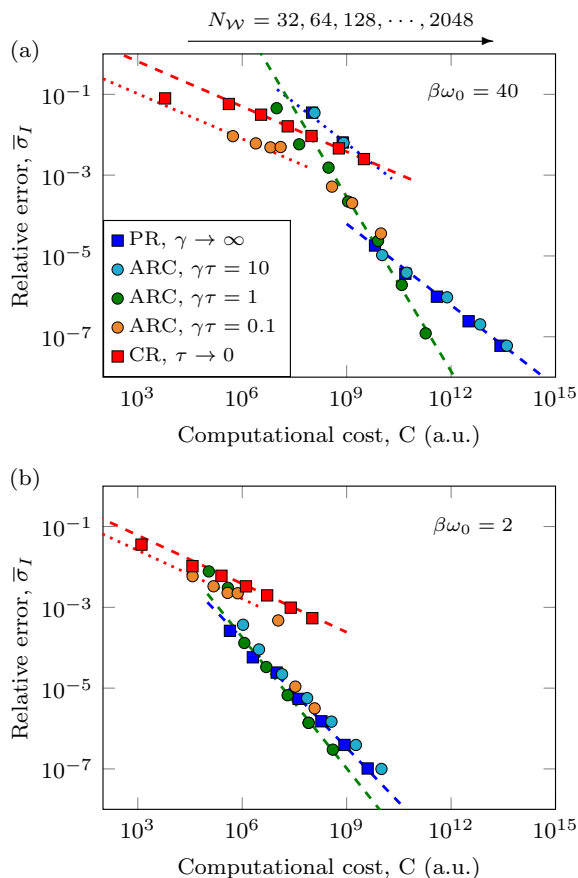 N_W = 32, 64, 128, ⋯, 2048
(a)
βω₀ = 40
10⁻¹
10⁻³
10⁻⁵
10⁻⁷
Relative error, σ̅_I
PR, γ → ∞
ARC, γτ = 10
ARC, γτ = 1
ARC, γτ = 0.1
CR, τ → 0
10³ 10⁶ 10⁹ 10¹² 10¹⁵
Computational cost, C (a.u.)
(b)
βω₀ = 2
10⁻¹
10⁻³
10⁻⁵
10⁻⁷
Relative error, σ̅_I
10³ 10⁶ 10⁹ 10¹² 10¹⁵
Computational cost, C (a.u.)